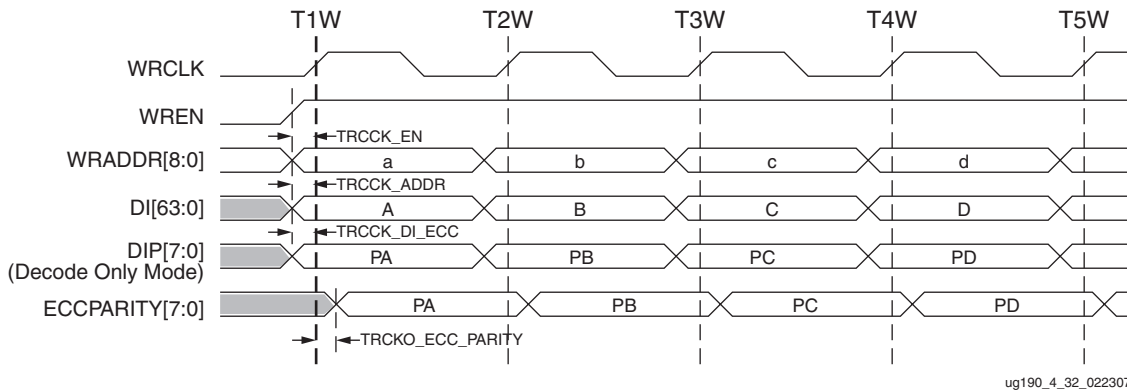 T1W T2W T3W T4W T5W
WRCLK
WREN
TRCCK_EN
WRADDR[8:0] a b c d
TRCCK_ADDR
DI[63:0] A B C D
TRCCK_DI_ECC
DIP[7:0] PA PB PC PD
(Decode Only Mode)
ECCPARITY[7:0] PA PB PC PD
TRCKO_ECC_PARITY
ug190_4_32_022307